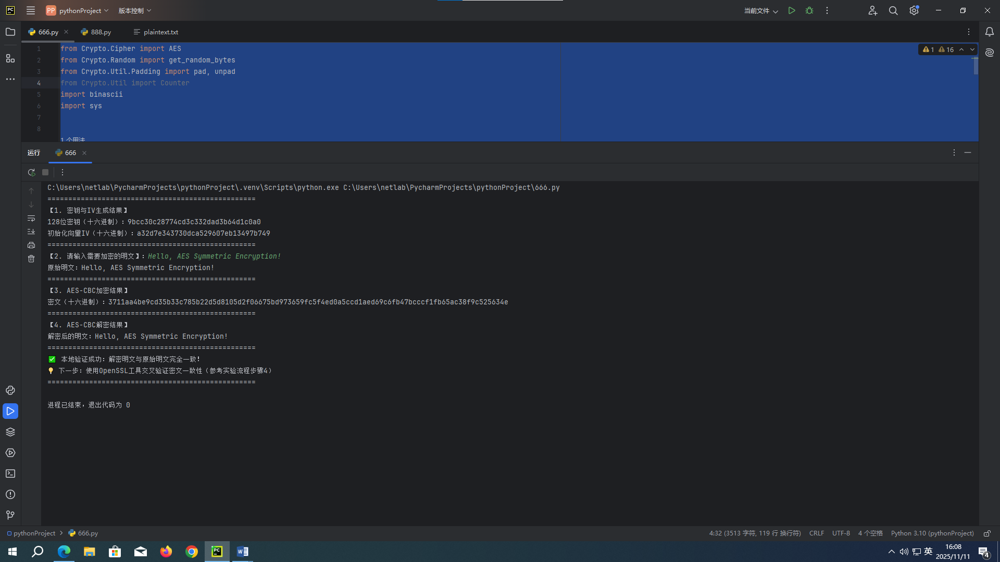 PC
PP pythonProject 版本控制
当前文件
666.py
888.py
plaintext.txt
1 from Crypto.Cipher import AES
1 16
2 from Crypto.Random import get_random_bytes
3 from Crypto.Util.Padding import pad, unpad
4 from Crypto.Util import Counter
5 import binascii
6 import sys
7
8
1 个用法
运行 666
C:\Users\netlab\PycharmProjects\pythonProject\.venv\Scripts\python.exe C:\Users\netlab\PycharmProjects\pythonProject\666.py
==================================================
【1. 密钥与IV生成结果】
128位密钥（十六进制）：9bcc30c28774cd3c332dad3b64d1c0a0
初始化向量IV（十六进制）：a32d7e343730dca529607eb13497b749
==================================================
【2. 请输入需要加密的明文】：Hello, AES Symmetric Encryption!
原始明文：Hello, AES Symmetric Encryption!
==================================================
【3. AES-CBC加密结果】
密文（十六进制）：3711aa4be9cd35b33c785b22d5d8105d2f06675bd973659fc5f4ed0a5ccd1aed69c6fb47bcccf1fb65ac38f9c525634e
==================================================
【4. AES-CBC解密结果】
解密后的明文：Hello, AES Symmetric Encryption!
==================================================
✅ 本地验证成功：解密明文与原始明文完全一致！
💡 下一步：使用OpenSSL工具交叉验证密文一致性（参考实验流程步骤4）
==================================================
进程已结束，退出代码为 0
pythonProject > 666.py
4:32 (3513 字符, 119 行 换行符) CRLF UTF-8 4 个空格 Python 3.10 (pythonProject)
英
16:08
2025/11/11
4